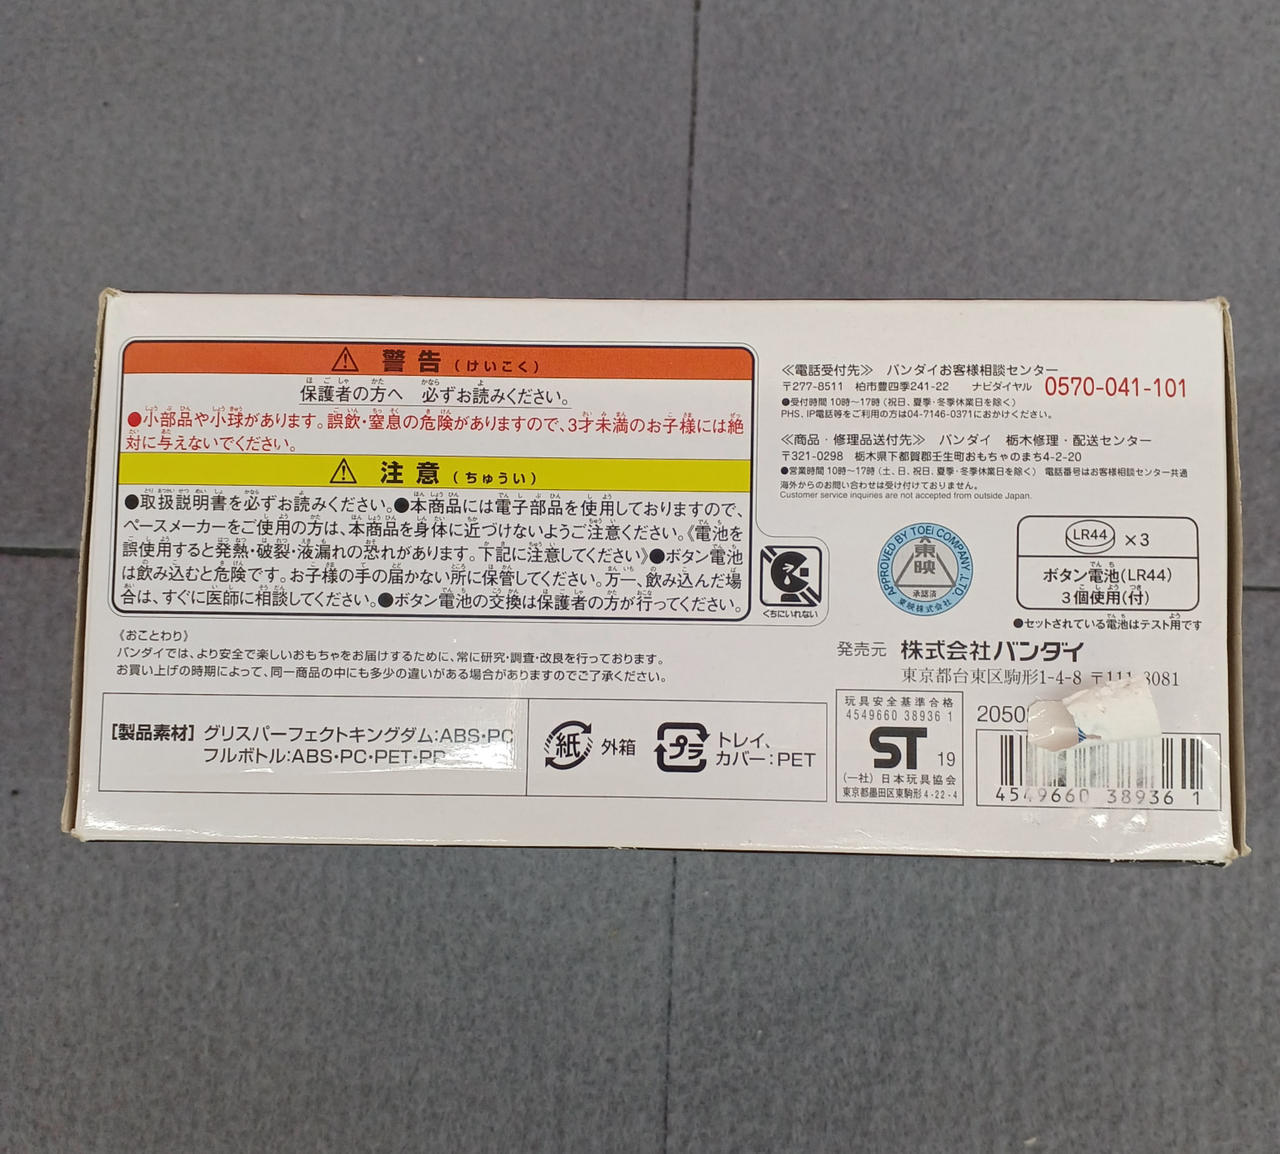 警告（けいこく）
保護者の方へ 必ずお読みください。
●小部品や小球があります。誤飲・窒息の危険がありますので、3才未満のお子様には絶
対に与えないでください。
注意（ちゅうい）
●取扱説明書を必ずお読みください。●本商品には電子部品を使用しておりますので、
ペースメーカーをご使用の方は、本商品を身体に近づけないようご注意ください。《電池を
誤使用すると発熱・破裂・液漏れの恐れがあります。下記に注意してください》●ボタン電池
は飲み込むと危険です。お子様の手の届かない所に保管してください。万一、飲み込んだ場
合は、すぐに医師に相談してください。●ボタン電池の交換は保護者の方が行ってください。
くちにいれない
《おことわり》
バンダイでは、より安全で楽しいおもちゃをお届けするために、常に研究・調査・改良を行っております。
お買い上げの時期によって、同一商品の中にも多少の違いがある場合がありますのでご了承ください。
≪電話受付先≫ バンダイお客様相談センター
〒277-8511 柏市豊四季241-22 ナビダイヤル 0570-041-101
●受付時間 10時〜17時（祝日、夏季・冬季休業日を除く）
PHS、IP電話等をご利用の方は04-7146-0371におかけください。
≪商品・修理品送付先≫ バンダイ 栃木修理・配送センター
〒321-0298 栃木県下都賀郡壬生町おもちゃのまち4-2-20
●営業時間 10時〜17時（土、日、祝日、夏季・冬季休業日を除く） 電話番号はお客様相談センター共通
海外からのお問い合わせは受け付けておりません。
Customer service inquiries are not accepted from outside Japan.
APPROVED BY TOEI COMPANY, LTD.
東映
承認済
東映株式会社
LR44 ×3
ボタン電池(LR44)
3個使用(付)
●セットされている電池はテスト用です
発売元 株式会社バンダイ
東京都台東区駒形1-4-8 〒111-8081
【製品素材】グリスパーフェクトキングダム:ABS・PC
フルボトル:ABS・PC・PET・PP
紙 外箱
プラ トレイ、
カバー:PET
玩具安全基準合格
4549660 38936 1
ST 19
（一社）日本玩具協会
東京都墨田区東駒形4-22-4
2050
4549660 38936 1